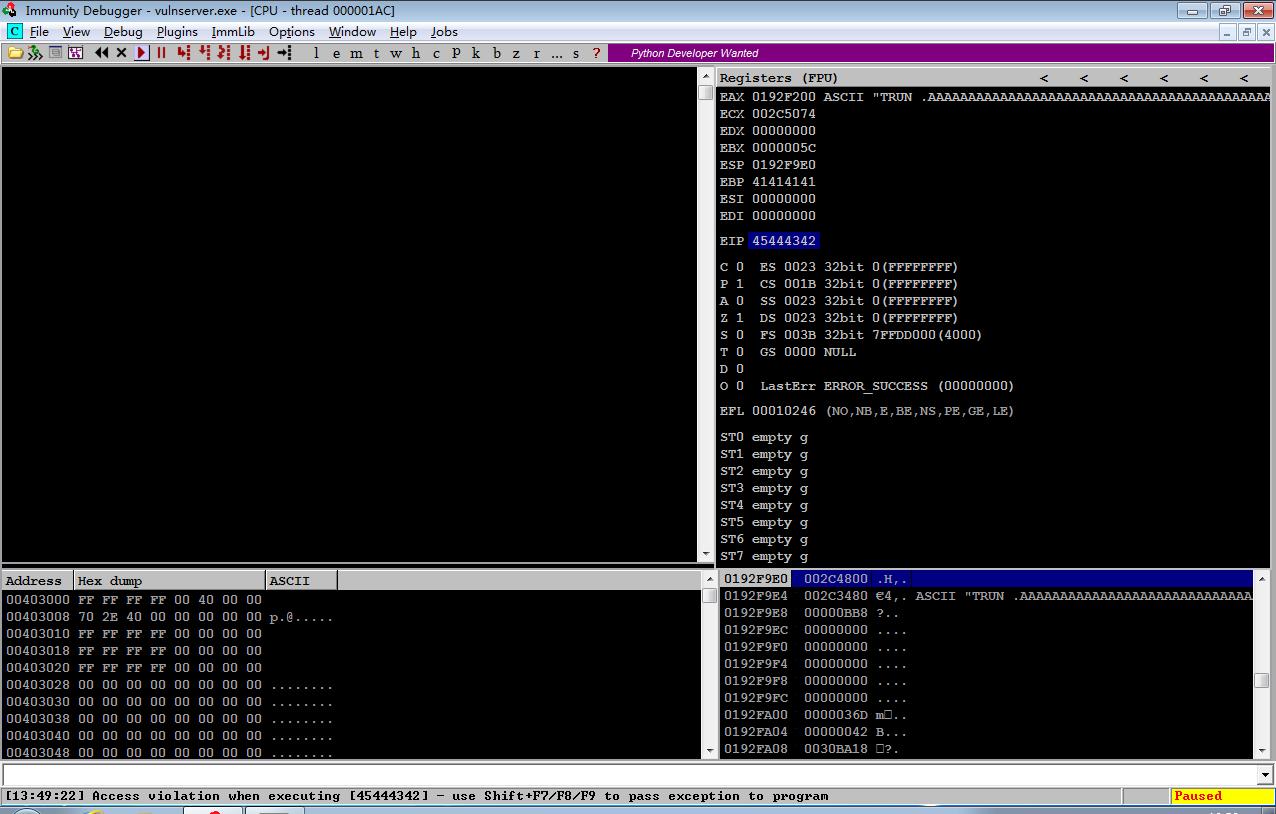 Immunity Debugger - vulnserver.exe - [CPU - thread 000001AC]
C File View Debug Plugins ImmLib Options Window Help Jobs
l e m t w h c P k b z r ... s ? Python Developer Wanted
Registers (FPU) < < < < < <
EAX 0192F200 ASCII "TRUN .AAAAAAAAAAAAAAAAAAAAAAAAAAAAAAAAAAAAAAAAAAA
ECX 002C5074
EDX 00000000
EBX 0000005C
ESP 0192F9E0
EBP 41414141
ESI 00000000
EDI 00000000
EIP 45444342
C 0 ES 0023 32bit 0(FFFFFFFF)
P 1 CS 001B 32bit 0(FFFFFFFF)
A 0 SS 0023 32bit 0(FFFFFFFF)
Z 1 DS 0023 32bit 0(FFFFFFFF)
S 0 FS 003B 32bit 7FFDD000(4000)
T 0 GS 0000 NULL
D 0
O 0 LastErr ERROR_SUCCESS (00000000)
EFL 00010246 (NO,NB,E,BE,NS,PE,GE,LE)
ST0 empty g
ST1 empty g
ST2 empty g
ST3 empty g
ST4 empty g
ST5 empty g
ST6 empty g
ST7 empty g
Address Hex dump ASCII
00403000 FF FF FF FF 00 40 00 00
00403008 70 2E 40 00 00 00 00 00 p.@.....
00403010 FF FF FF FF 00 00 00 00
00403018 FF FF FF FF 00 00 00 00
00403020 FF FF FF FF 00 00 00 00
00403028 00 00 00 00 00 00 00 00 ........
00403030 00 00 00 00 00 00 00 00 ........
00403038 00 00 00 00 00 00 00 00 ........
00403040 00 00 00 00 00 00 00 00 ........
00403048 00 00 00 00 00 00 00 00 ........
0192F9E0 002C4800 .H,.
0192F9E4 002C3480 €4,. ASCII "TRUN .AAAAAAAAAAAAAAAAAAAAAAAAAAAAA
0192F9E8 00000BB8 ?..
0192F9EC 00000000 ....
0192F9F0 00000000 ....
0192F9F4 00000000 ....
0192F9F8 00000000 ....
0192F9FC 00000000 ....
0192FA00 0000036D m□..
0192FA04 00000042 B...
0192FA08 0030BA18 □?.
[13:49:22] Access violation when executing [45444342] - use Shift+F7/F8/F9 to pass exception to program
Paused